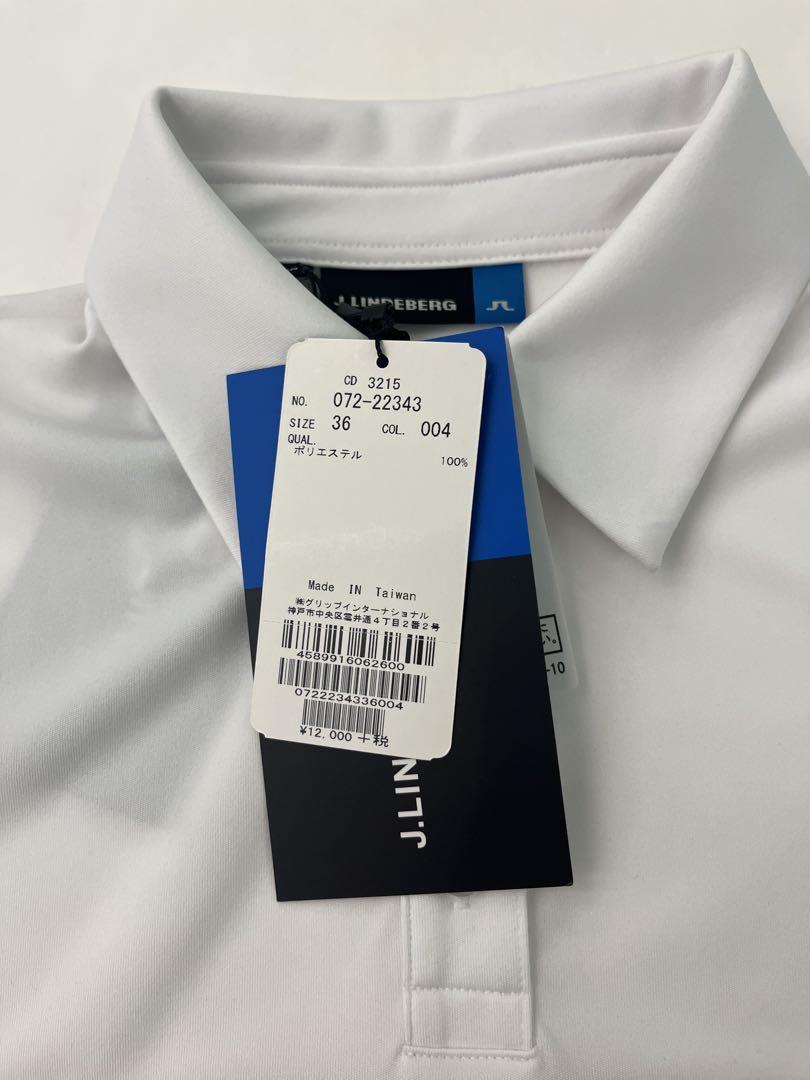 J.LINDEBERG
CD 3215
NO. 072-22343
SIZE 36 COL. 004
QUAL.
ポリエステル 100%
Made IN Taiwan
㈱グリップインターナショナル
神戸市中央区雲井通4丁目2番2号
4589916062600
0722234336004
¥12,000 +税
J.LIN
-10